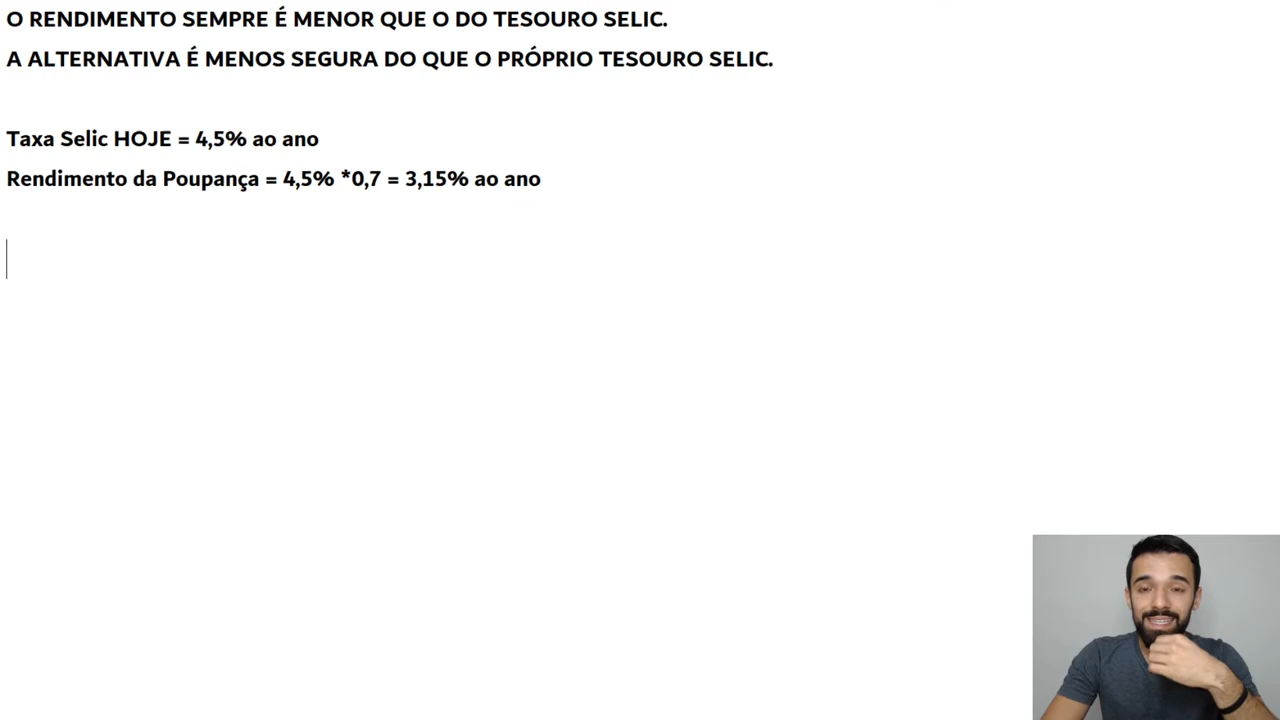 O RENDIMENTO SEMPRE É MENOR QUE O DO TESOURO SELIC.
A ALTERNATIVA É MENOS SEGURA DO QUE O PRÓPRIO TESOURO SELIC.
Taxa Selic HOJE = 4,5% ao ano
Rendimento da Poupança = 4,5% *0,7 = 3,15% ao ano